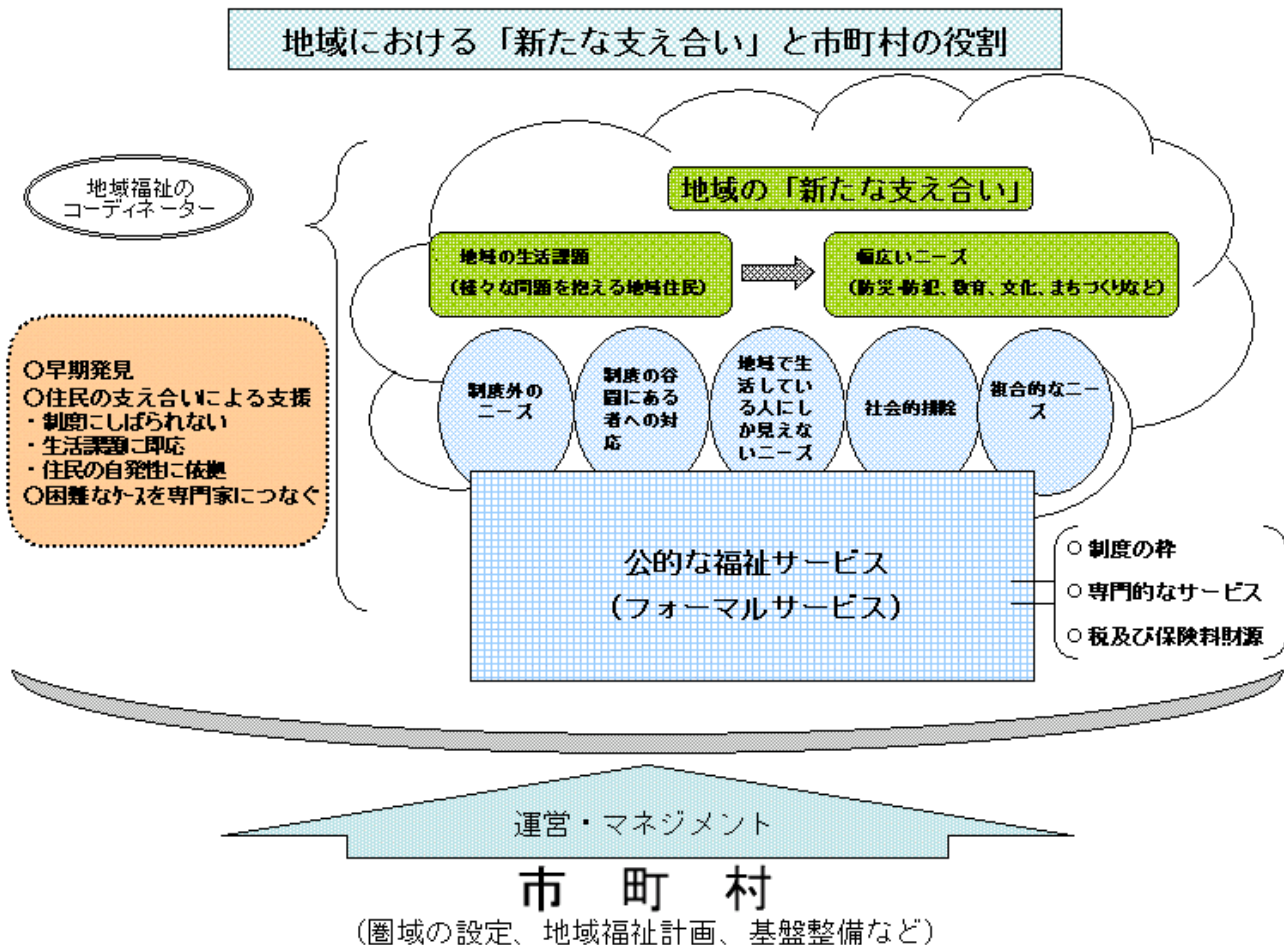 地域における「新たな支え合い」と市町村の役割
地域福祉の
コーディネーター
地域の「新たな支え合い」
地域の生活課題
(様々な問題を抱える地域住民)
幅広いニーズ
(防災・防犯、教育、文化、まちづくりなど)
○早期発見
○住民の支え合いによる支援
・制度にしばられない
・生活課題に即応
・住民の自発性に依拠
○困難なケースを専門家につなぐ
制度外の
ニーズ
制度の谷
間にある
者への対
応
地域で生
活してい
る人にし
か見えな
いニーズ
社会的排除
複合的なニー
ズ
公的な福祉サービス
(フォーマルサービス)
○ 制度の枠
○ 専門的なサービス
○ 税及び保険料財源
運営・マネジメント
市 町 村
(圏域の設定、地域福祉計画、基盤整備など)